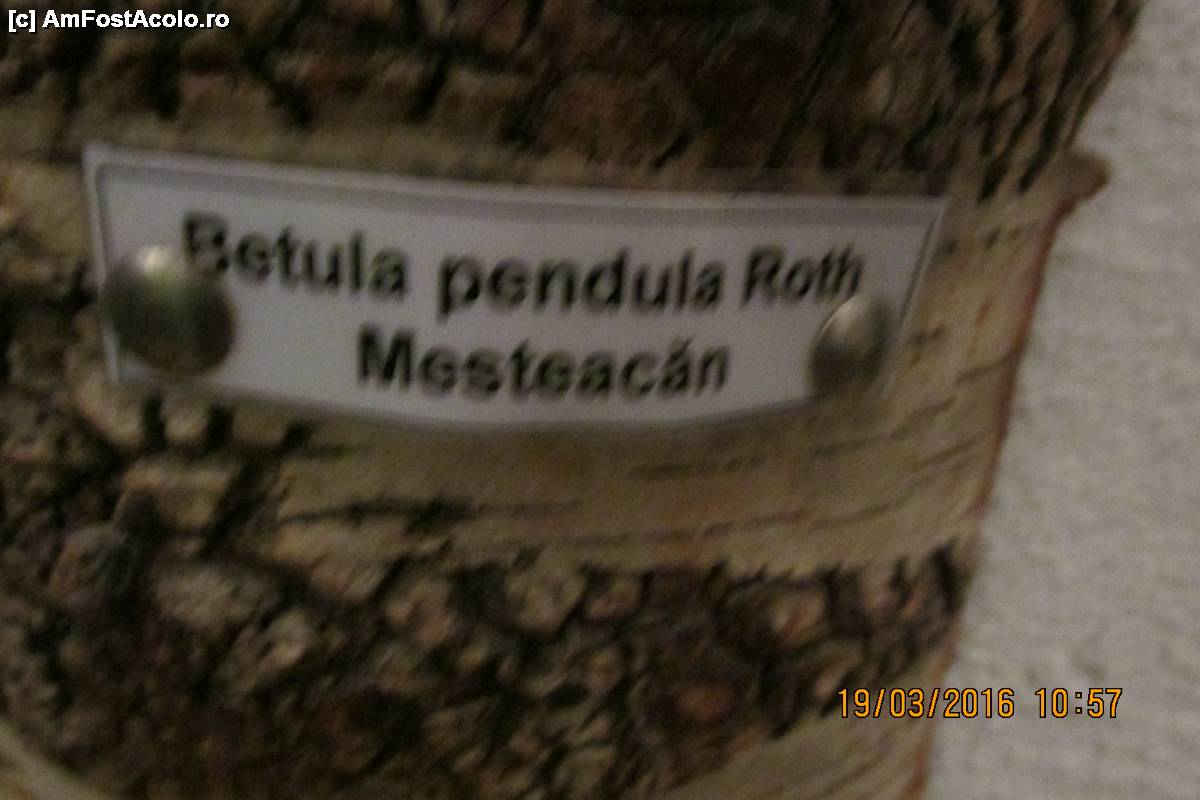 [c] AmFostAcolo.ro
Betula pendula Roth
Mesteacăn
19/03/2016 10:57